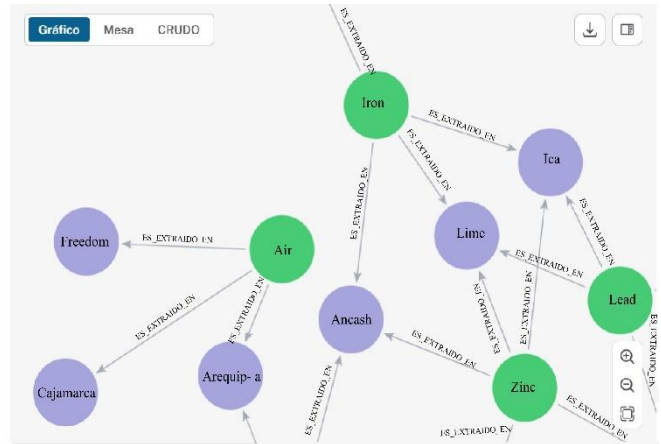 Gráfico Mesa CRUDO
ES_EXTRAIDO_EN
Iron
ES_EXTRAIDO_EN
ES_EXTRAIDO_EN
Ica
ES_EXTRAIDO_EN
Freedom
ES_EXTRAIDO_EN
Air
Lime
ES_EXTRAIDO_EN
Lead
ES_EXTRAIDO_EN
ES_EXTRAIDO_EN
ES_EXTRAIDO_EN
ES_EXTRAIDO_EN
ES_EXTRAIDO_EN
Ancash
ES_EXTRAIDO_EN
ES_EXTRAIDO_EN
Cajamarca
Arequip- a
Zinc
ES_EXTRAIDO_EN
ES_EXTRAIDO_EN
ES_EXTRAIDO_EN